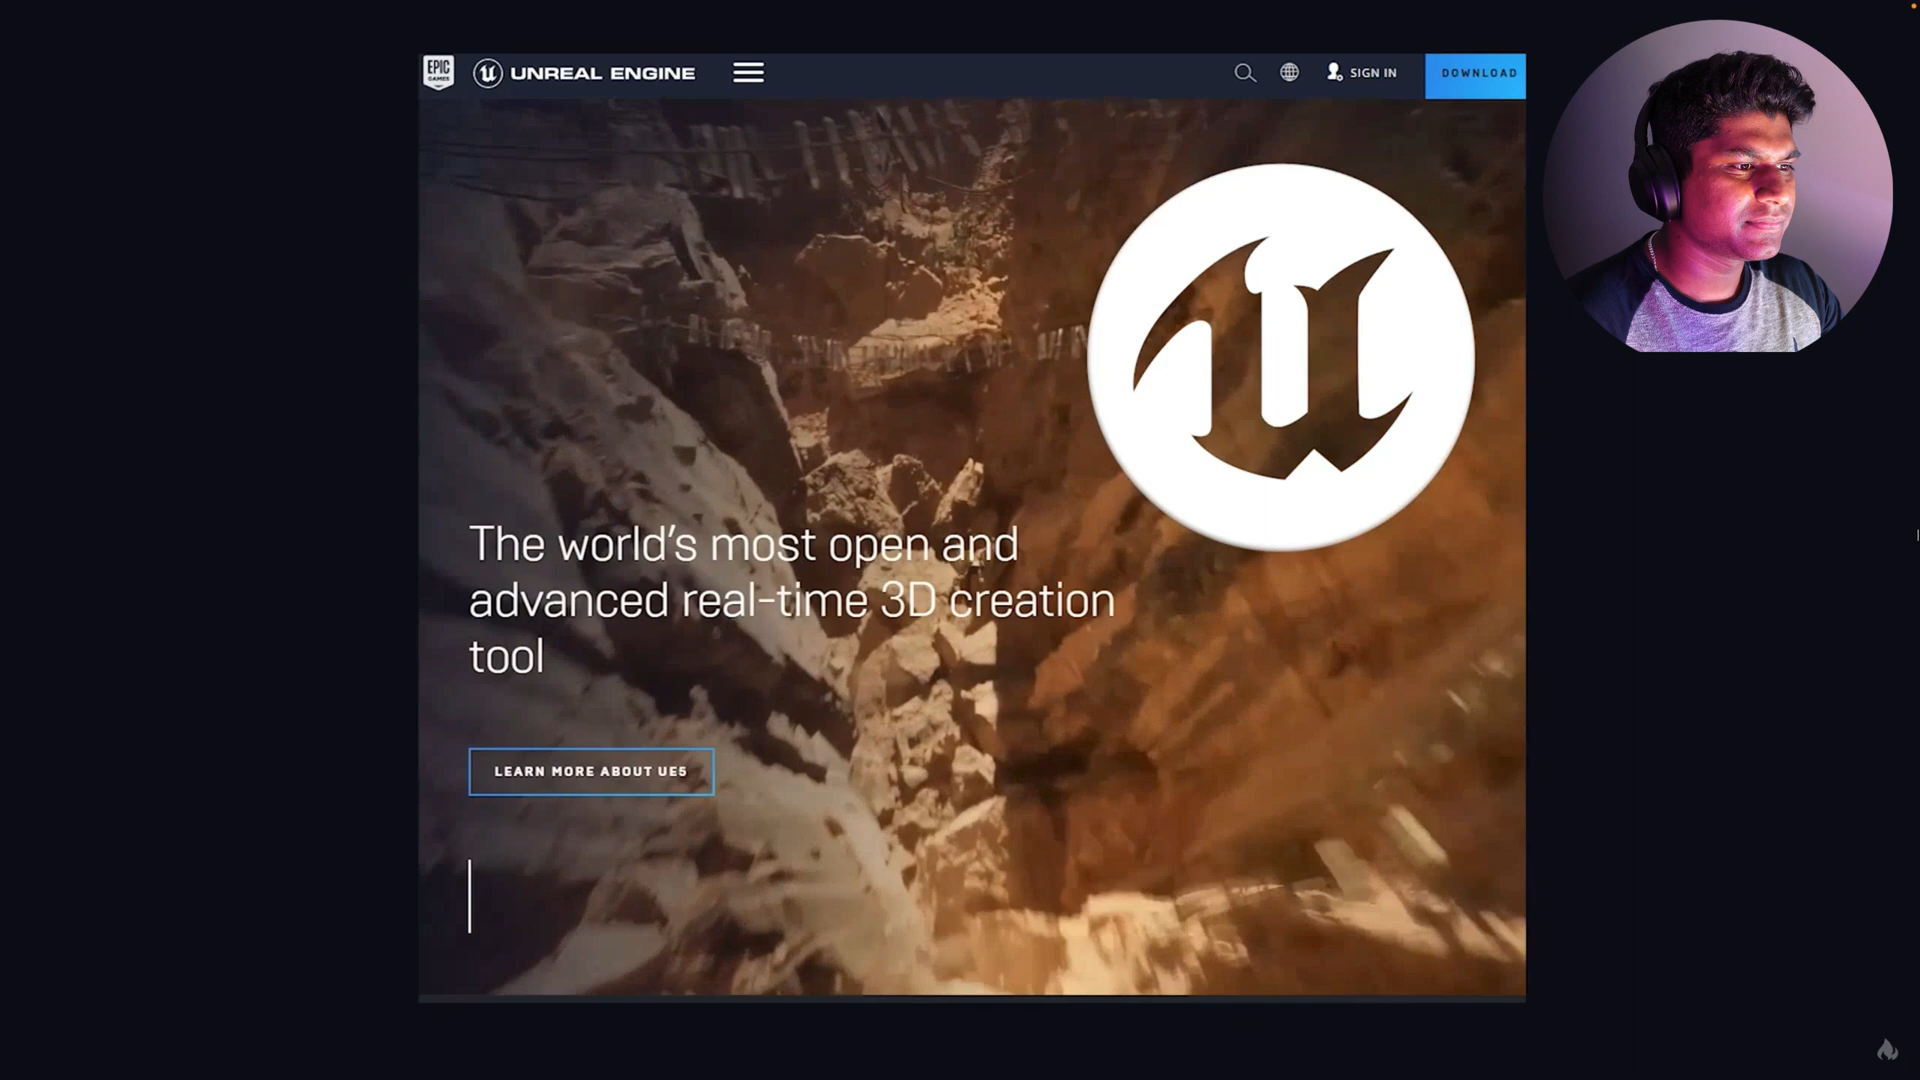 EPIC
GAMES
UNREAL ENGINE
SIGN IN
DOWNLOAD
The world's most open and
advanced real-time 3D creation
tool
LEARN MORE ABOUT UE5